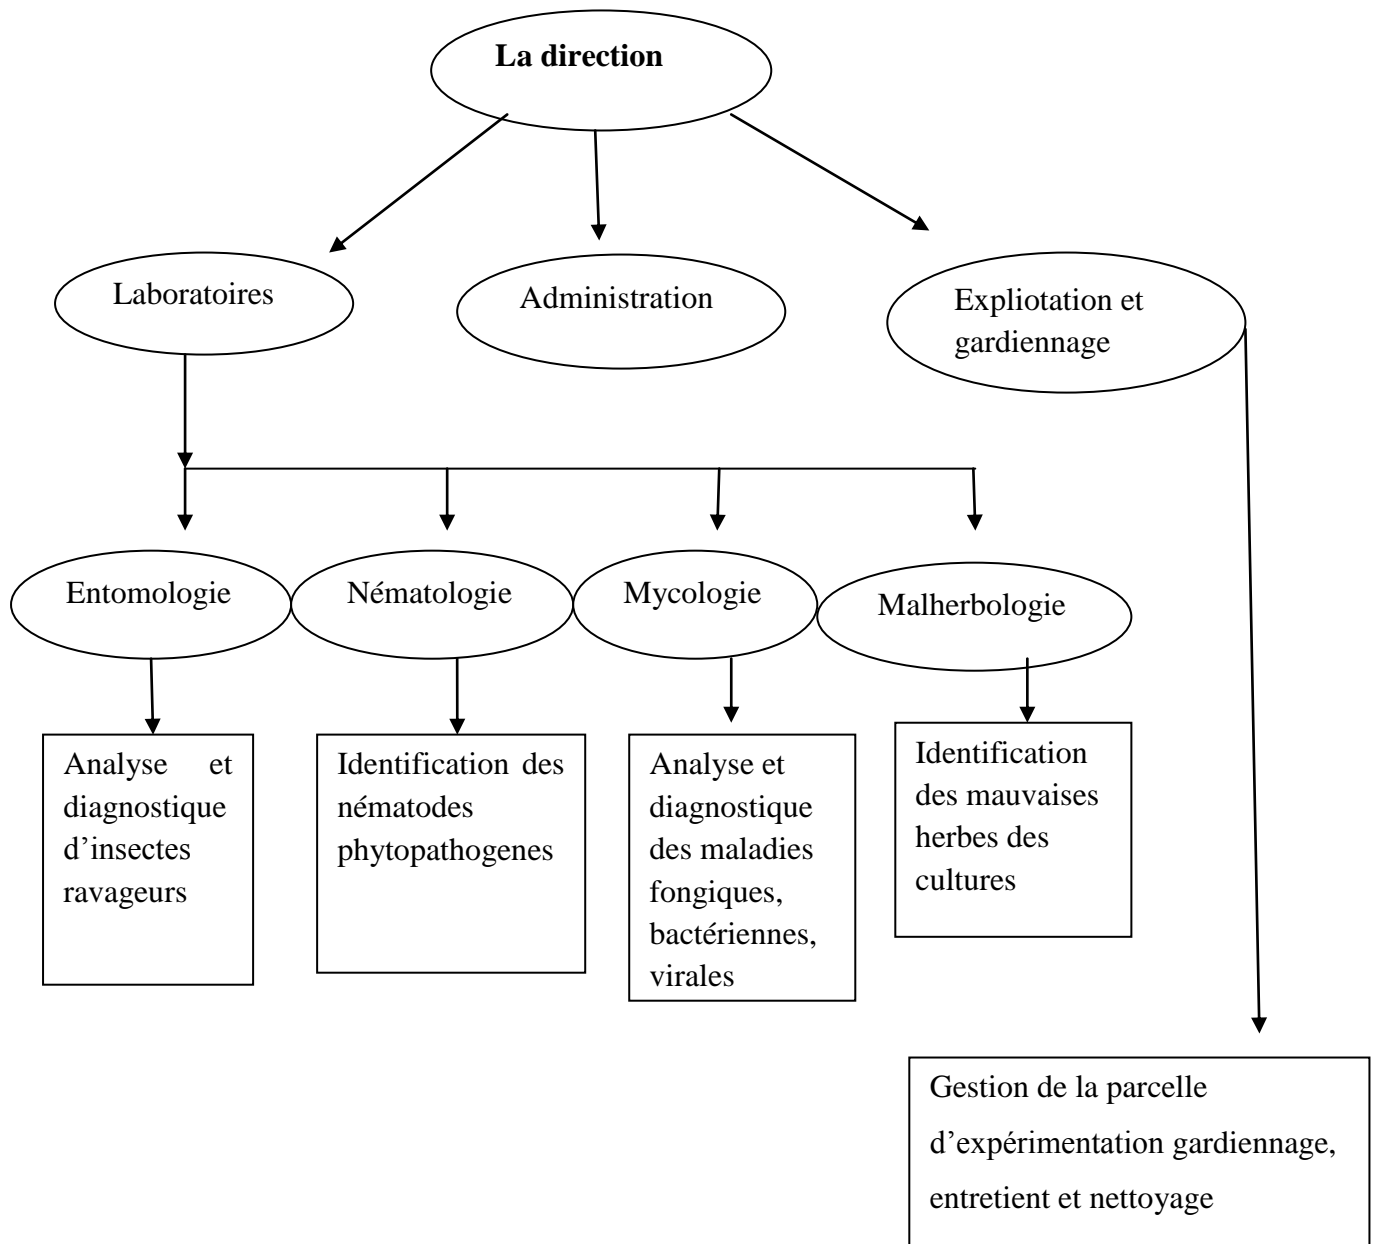 La direction
Laboratoires
Administration
Expliotation et
gardiennage
Entomologie
Nématologie
Mycologie
Malherbologie
Analyse et
diagnostique
d’insectes
ravageurs
Identification des
nématodes
phytopathogenes
Analyse et
diagnostique
des maladies
fongiques,
bactériennes,
virales
Identification
des mauvaises
herbes des
cultures
Gestion de la parcelle
d’expérimentation gardiennage,
entretient et nettoyage